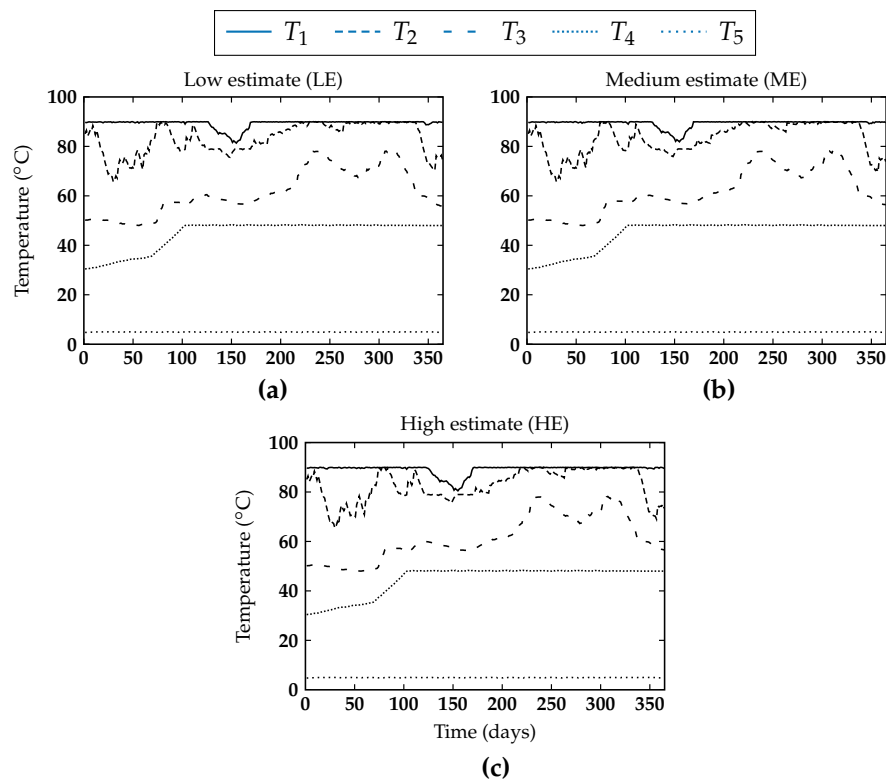 T1 T2 T3 T4 T5
Low estimate (LE) Medium estimate (ME)
100 100
80 80
60 60
40 40
20 20
0 0
Temperature (°C)
0 50 100 150 200 250 300 350 0 50 100 150 200 250 300 350
(a) (b)
High estimate (HE)
100
80
60
40
20
0
Temperature (°C)
0 50 100 150 200 250 300 350
Time (days)
(c)